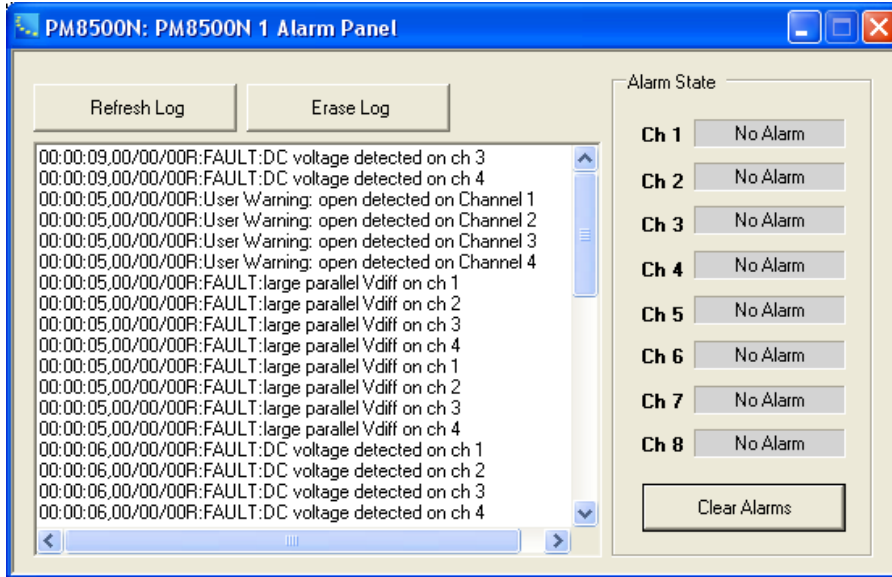 PM8500N: PM8500N 1 Alarm Panel
Refresh Log
Erase Log
00:00:09,00/00/00R:FAULT:DC voltage detected on ch 3
00:00:09,00/00/00R:FAULT:DC voltage detected on ch 4
00:00:05,00/00/00R:User Warning: open detected on Channel 1
00:00:05,00/00/00R:User Warning: open detected on Channel 2
00:00:05,00/00/00R:User Warning: open detected on Channel 3
00:00:05,00/00/00R:User Warning: open detected on Channel 4
00:00:05,00/00/00R:FAULT:large parallel Vdiff on ch 1
00:00:05,00/00/00R:FAULT:large parallel Vdiff on ch 2
00:00:05,00/00/00R:FAULT:large parallel Vdiff on ch 3
00:00:05,00/00/00R:FAULT:large parallel Vdiff on ch 4
00:00:05,00/00/00R:FAULT:large parallel Vdiff on ch 1
00:00:05,00/00/00R:FAULT:large parallel Vdiff on ch 2
00:00:05,00/00/00R:FAULT:large parallel Vdiff on ch 3
00:00:05,00/00/00R:FAULT:large parallel Vdiff on ch 4
00:00:06,00/00/00R:FAULT:DC voltage detected on ch 1
00:00:06,00/00/00R:FAULT:DC voltage detected on ch 2
00:00:06,00/00/00R:FAULT:DC voltage detected on ch 3
00:00:06,00/00/00R:FAULT:DC voltage detected on ch 4
Alarm State
Ch 1 No Alarm
Ch 2 No Alarm
Ch 3 No Alarm
Ch 4 No Alarm
Ch 5 No Alarm
Ch 6 No Alarm
Ch 7 No Alarm
Ch 8 No Alarm
Clear Alarms